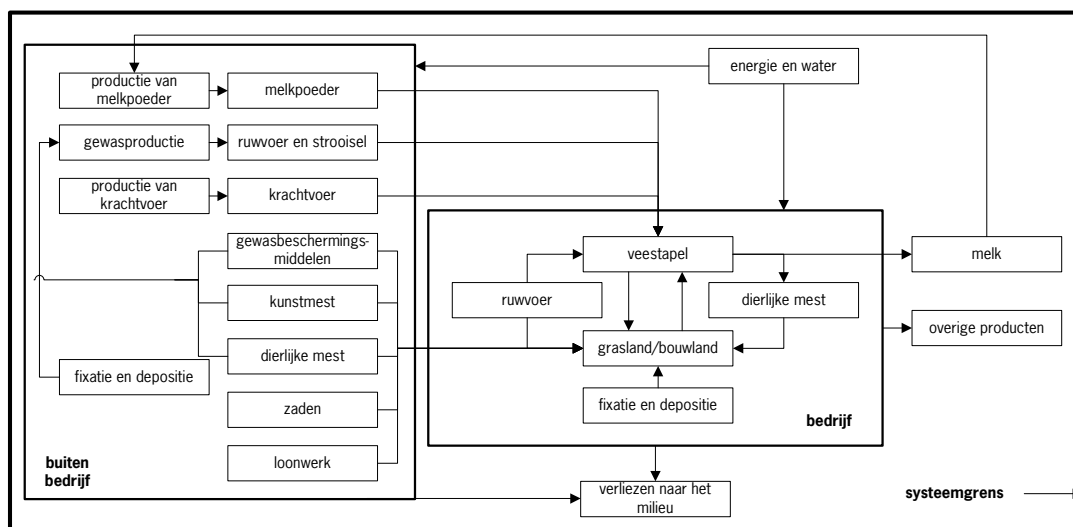 productie van
melkpoeder
melkpoeder
energie en water
gewasproductie
ruwvoer en strooisel
productie van
krachtvoer
krachtvoer
gewasbeschermings-
middelen
veestapel
melk
ruwvoer
dierlijke mest
kunstmest
overige producten
grasland/bouwland
dierlijke mest
fixatie en depositie
fixatie en depositie
zaden
bedrijf
loonwerk
buiten
bedrijf
verliezen naar het
milieu
systeemgrens